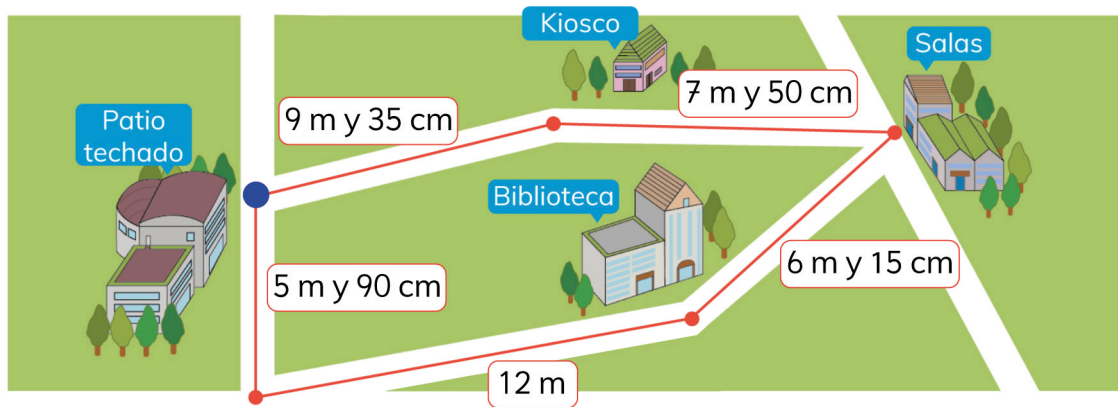 Kiosco
Salas
7 m y 50 cm
9 m y 35 cm
Patio
techado
Biblioteca
6 m y 15 cm
5 m y 90 cm
12 m